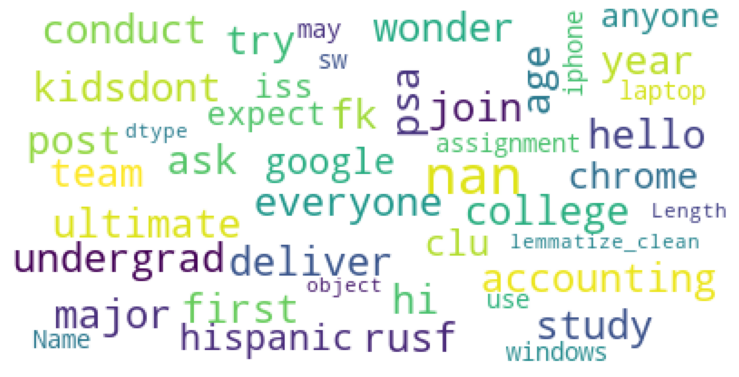 conduct try may wonder anyone
sw
kidsdont iss psa age iphone year
laptop
expect fk join
post dtype assignment hello
team ask google nan chrome
ultimate everyone college Length
undergrad deliver clu lemmatize_clean
object accounting
major first hi use study
Name hispanic rusf windows